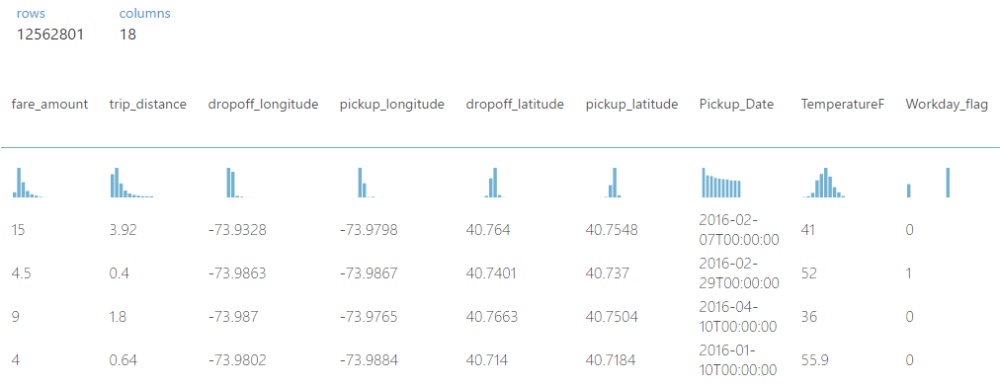 rows columns
12562801 18
fare_amount trip_distance dropoff_longitude pickup_longitude dropoff_latitude pickup_latitude Pickup_Date TemperatureF Workday_flag
15 3.92 -73.9328 -73.9798 40.764 40.7548 2016-02-07T00:00:00 41 0
4.5 0.4 -73.9863 -73.9867 40.7401 40.737 2016-02-29T00:00:00 52 1
9 1.8 -73.987 -73.9765 40.7663 40.7504 2016-04-10T00:00:00 36 0
4 0.64 -73.9802 -73.9884 40.714 40.7184 2016-01-10T00:00:00 55.9 0